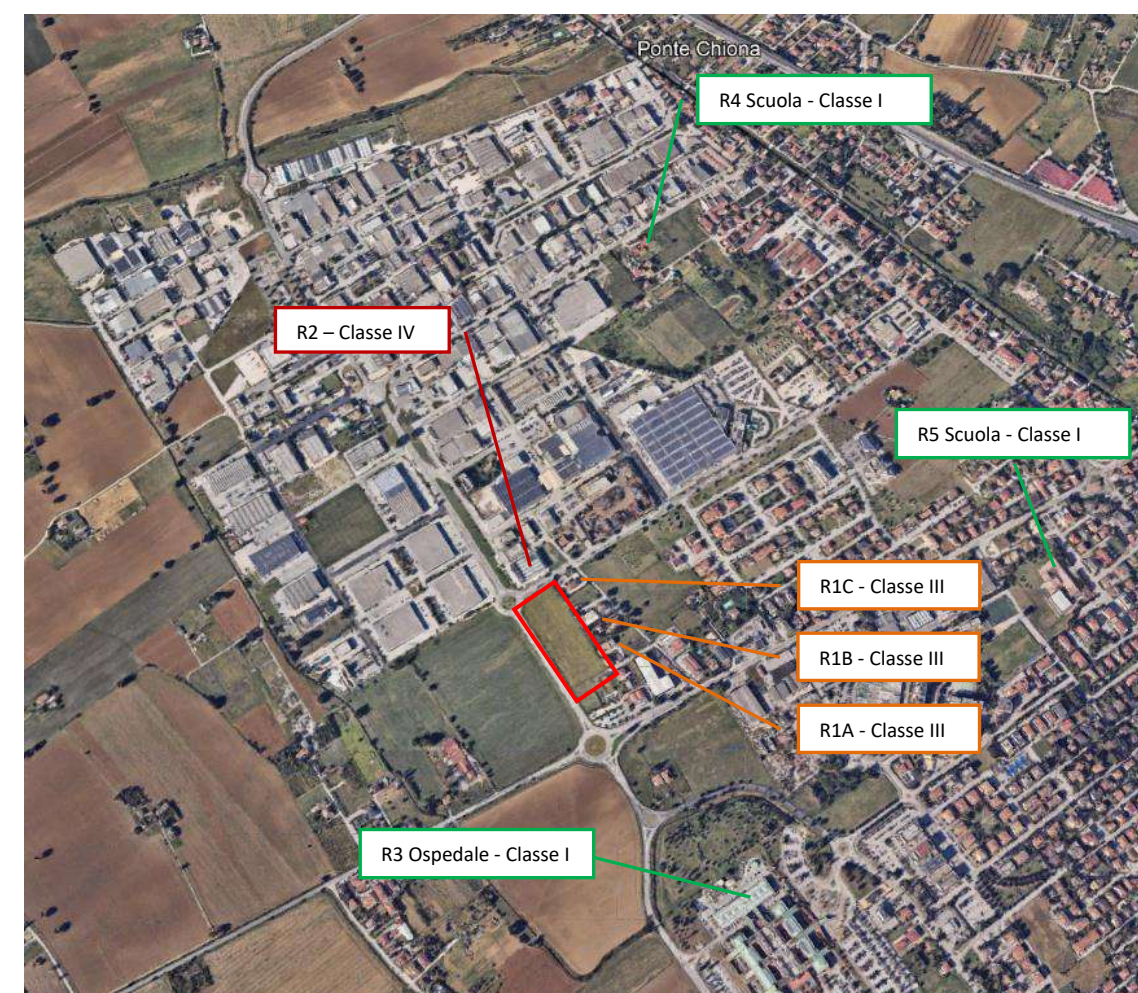 Ponte Chiona
R4 Scuola - Classe I
R2 – Classe IV
R5 Scuola - Classe I
R1C - Classe III
R1B - Classe III
R1A - Classe III
R3 Ospedale - Classe I